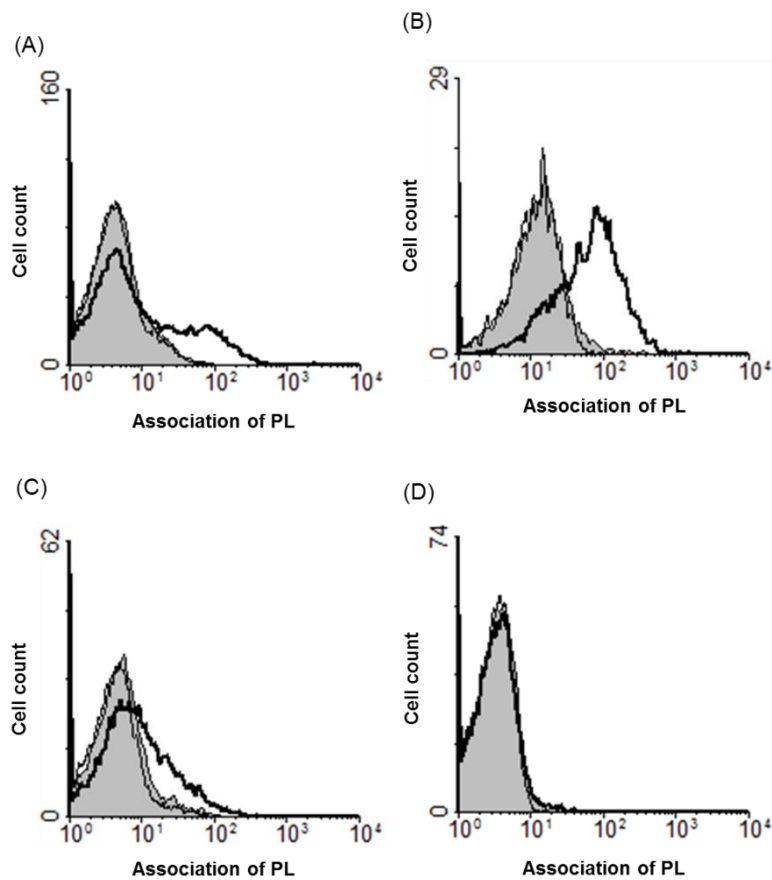 (A)
160
Cell count
0
10⁰ 10¹ 10² 10³ 10⁴
Association of PL
(B)
29
Cell count
0
10⁰ 10¹ 10² 10³ 10⁴
Association of PL
(C)
62
Cell count
0
10⁰ 10¹ 10² 10³ 10⁴
Association of PL
(D)
74
Cell count
0
10⁰ 10¹ 10² 10³ 10⁴
Association of PL